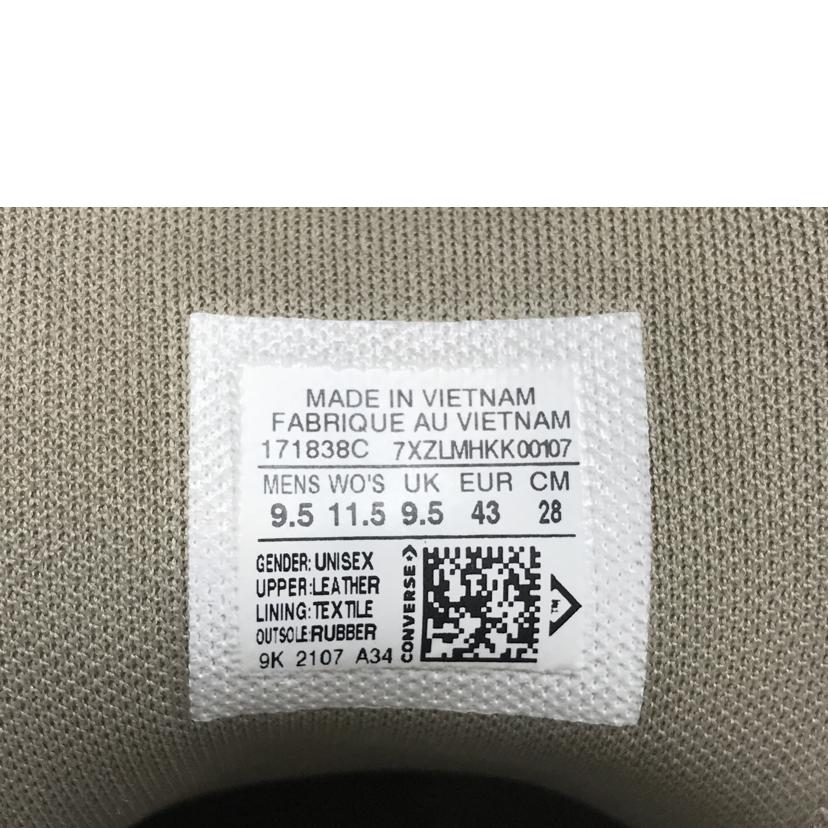 MADE IN VIETNAM
FABRIQUE AU VIETNAM
171838C 7XZLMHKK00107
MENS WO'S UK EUR CM
9.5 11.5 9.5 43 28
GENDER: UNISEX
UPPER:LEATHER
LINING:TEXTILE
OUTSOLE:RUBBER
9K 2107 A34
CONVERSE
TM